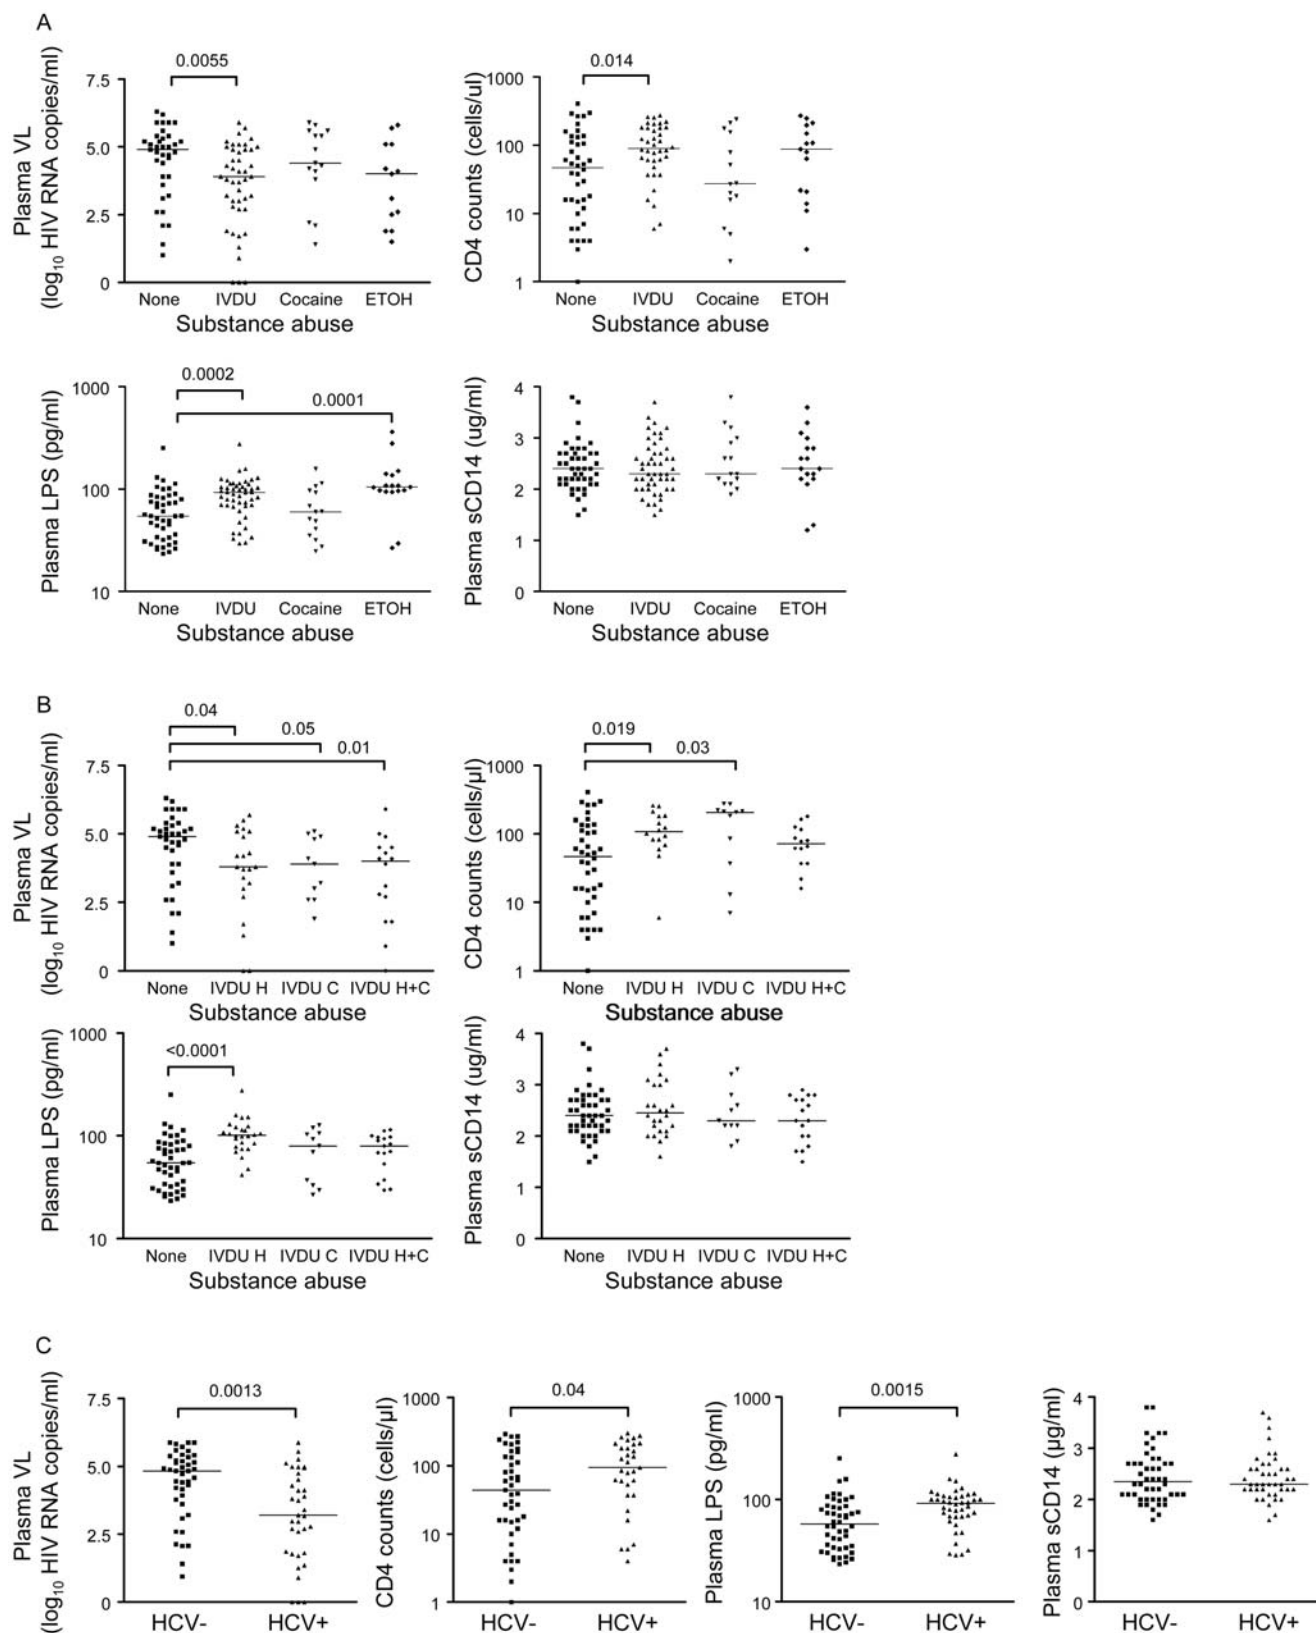 A
Plasma VL
(log10 HIV RNA copies/ml)
7.5
5.0
2.5
0
0.0055
None IVDU Cocaine ETOH
Substance abuse
CD4 counts (cells/ul)
1000
100
10
1
0.014
None IVDU Cocaine ETOH
Substance abuse
Plasma LPS (pg/ml)
1000
100
10
0.0002
0.0001
None IVDU Cocaine ETOH
Substance abuse
Plasma sCD14 (ug/ml)
4
3
2
1
0
None IVDU Cocaine ETOH
Substance abuse
B
Plasma VL
(log10 HIV RNA copies/ml)
7.5
5.0
2.5
0
0.04
0.05
0.01
None IVDU H IVDU C IVDU H+C
Substance abuse
CD4 counts (cells/µl)
1000
100
10
1
0.019
0.03
None IVDU H IVDU C IVDU H+C
Substance abuse
Plasma LPS (pg/ml)
1000
100
10
<0.0001
None IVDU H IVDU C IVDU H+C
Substance abuse
Plasma sCD14 (ug/ml)
4
3
2
1
0
None IVDU H IVDU C IVDU H+C
Substance abuse
C
Plasma VL
(log10 HIV RNA copies/ml)
7.5
5.0
2.5
0
0.0013
HCV- HCV+
CD4 counts (cells/µl)
1000
100
10
1
0.04
HCV- HCV+
Plasma LPS (pg/ml)
1000
100
10
0.0015
HCV- HCV+
Plasma sCD14 (µg/ml)
4
3
2
1
0
HCV- HCV+